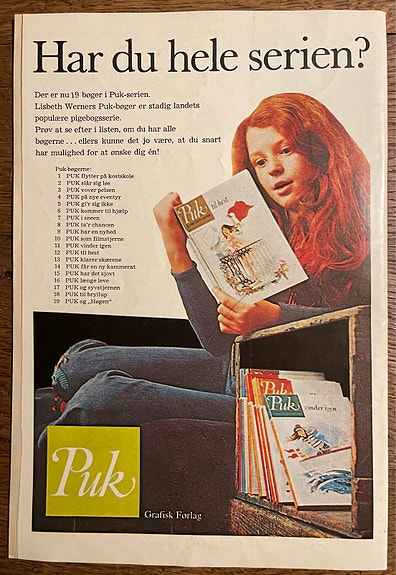 Har du hele serien?
Der er nu 19 bøger i Puk-serien.
Lisbeth Werners Puk-bøger er stadig landets
populære pigebogsserie.
Prøv at se efter i listen, om du har alle
bøgerne... ellers kunne det jo være, at du snart
har mulighed for at ønske dig én!
Puk-bøgerne:
1 PUK flytter på kostskole
2 PUK slår sig løs
3 PUK vover pelsen
4 PUK på nye eventyr
5 PUK gi'r sig ikke
6 PUK kommer til hjælp
7 PUK i sneen
8 PUK ta'r chancen
9 PUK har en nyhed
10 PUK som filmstjerne
11 PUK vinder igen
12 PUK til hest
13 PUK klarer skærene
14 PUK får en ny kammerat
15 PUK har det sjovt
16 PUK længe leve
17 PUK og syvstjernen
18 PUK til bryllup
19 PUK og „Høgen"
Puk til hest
Puk
Puk vinder igen
Puk
Grafisk Forlag